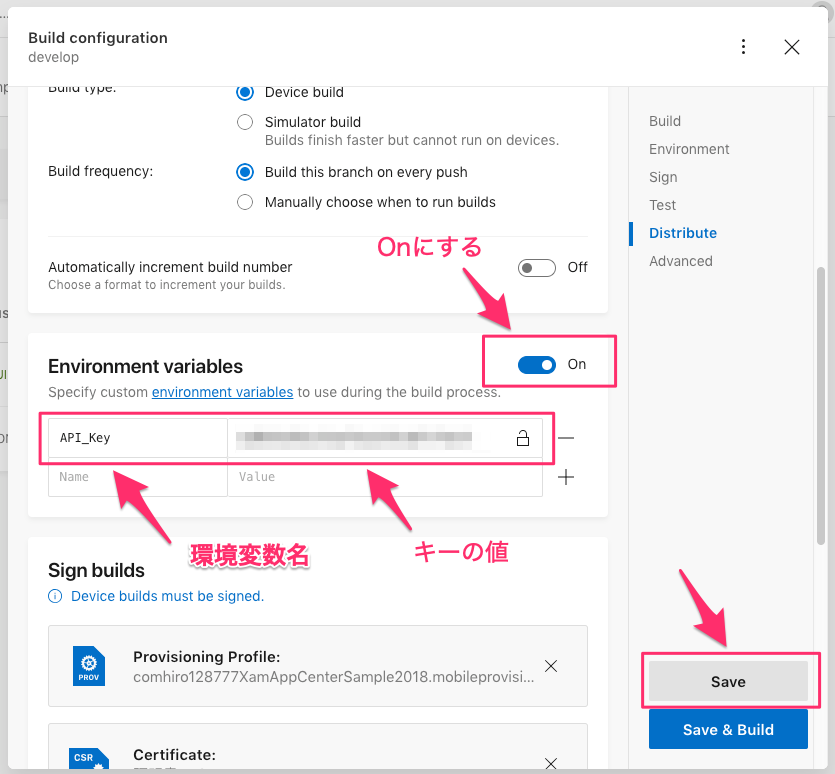 Build configuration
develop
Build type:
Device build
Simulator build
Builds finish faster but cannot run on devices.
Build frequency:
Build this branch on every push
Manually choose when to run builds
Onにする
Automatically increment build number
Off
Choose a format to increment your builds.
Environment variables
On
Specify custom environment variables to use during the build process.
API_Key
Name
Value
環境変数名
キーの値
Sign builds
Device builds must be signed.
PROV
Provisioning Profile:
comhiro128777XamAppCenterSample2018.mobileprovisi...
CSR
Certificate:
Build
Environment
Sign
Test
Distribute
Advanced
Save
Save & Build